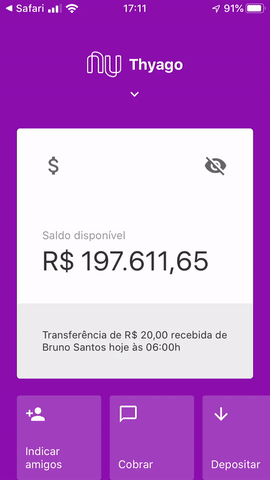 Safari
17:11
91%
nu
Thyago
$
Saldo disponível
R$ 197.611,65
Transferência de R$ 20,00 recebida de
Bruno Santos hoje às 06:00h
Indicar
amigos
Cobrar
Depositar